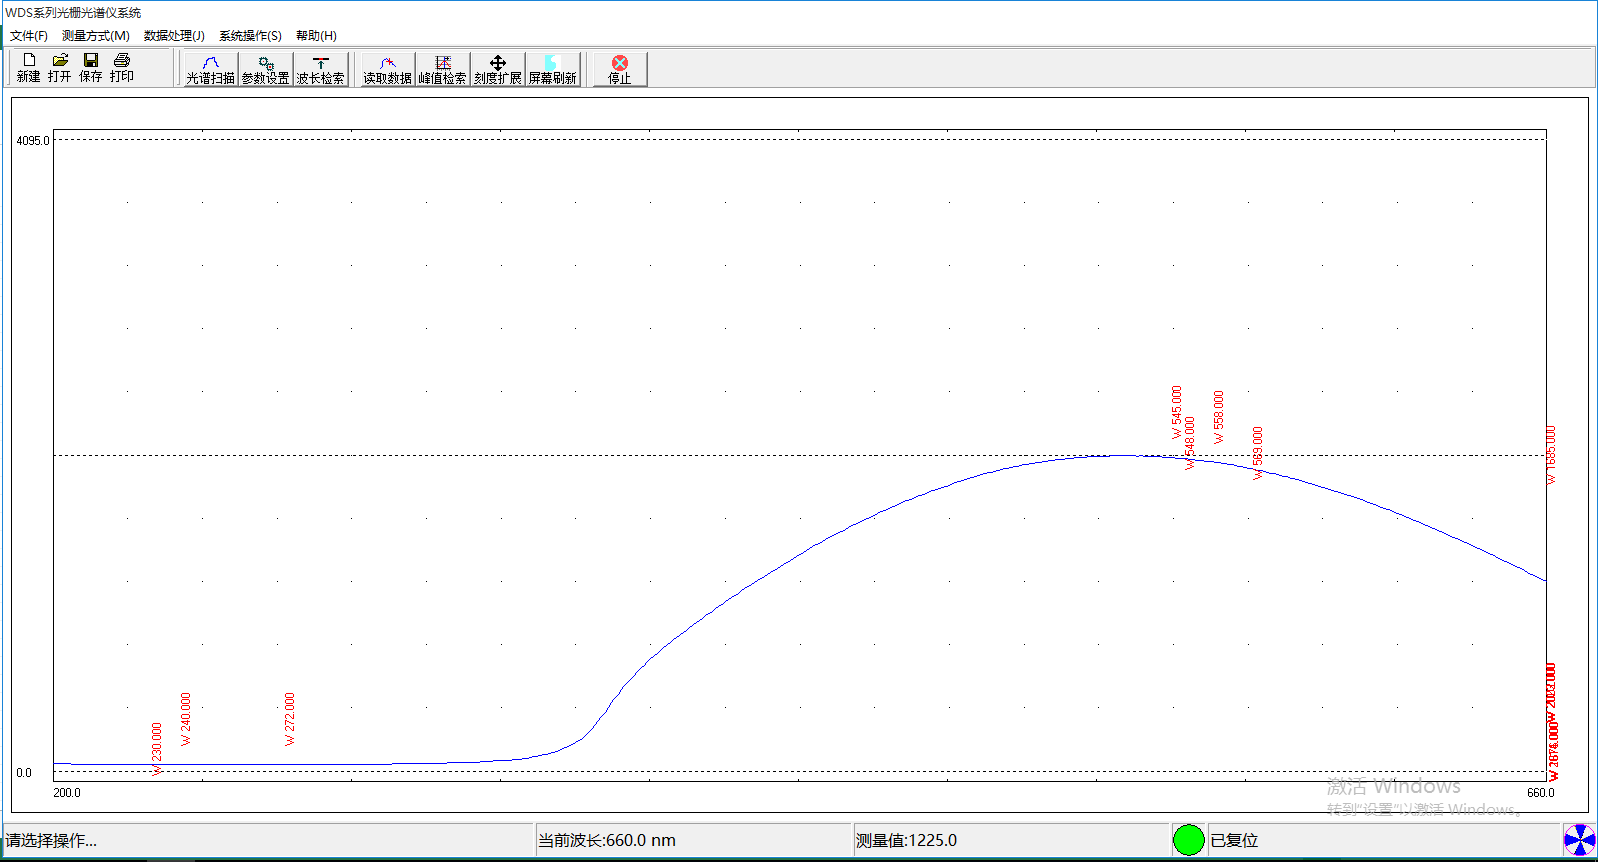 WDS系列光栅光谱仪系统
文件(F) 测量方式(M) 数据处理(J) 系统操作(S) 帮助(H)
新建 打开 保存 打印 光谱扫描 参数设置 波长检索 读取数据 峰值检索 刻度扩展 屏幕刷新 停止
4095.0
W 545.000
W 548.000
W 558.000
W 569.000
W 1685.000
W 230.000
W 240.000
W 272.000
0.0
200.0
660.0
激活 Windows
转到"设置"以激活 Windows。
请选择操作... 当前波长:660.0 nm 测量值:1225.0 已复位